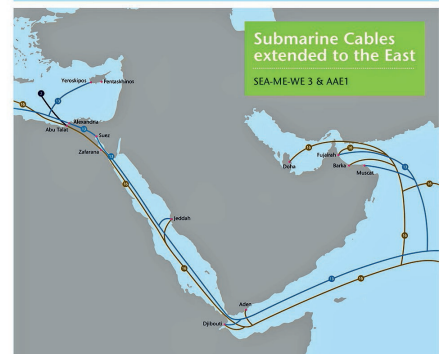 Submarine Cables
extended to the East
SEA-ME-WE 3 & AAE1
Yeroskipos
Pentaskhinos
Alexandria
Abu Talat
Suez
Zafarana
Doha
Fujairah
Barka
Muscat
Jeddah
Aden
Djibouti